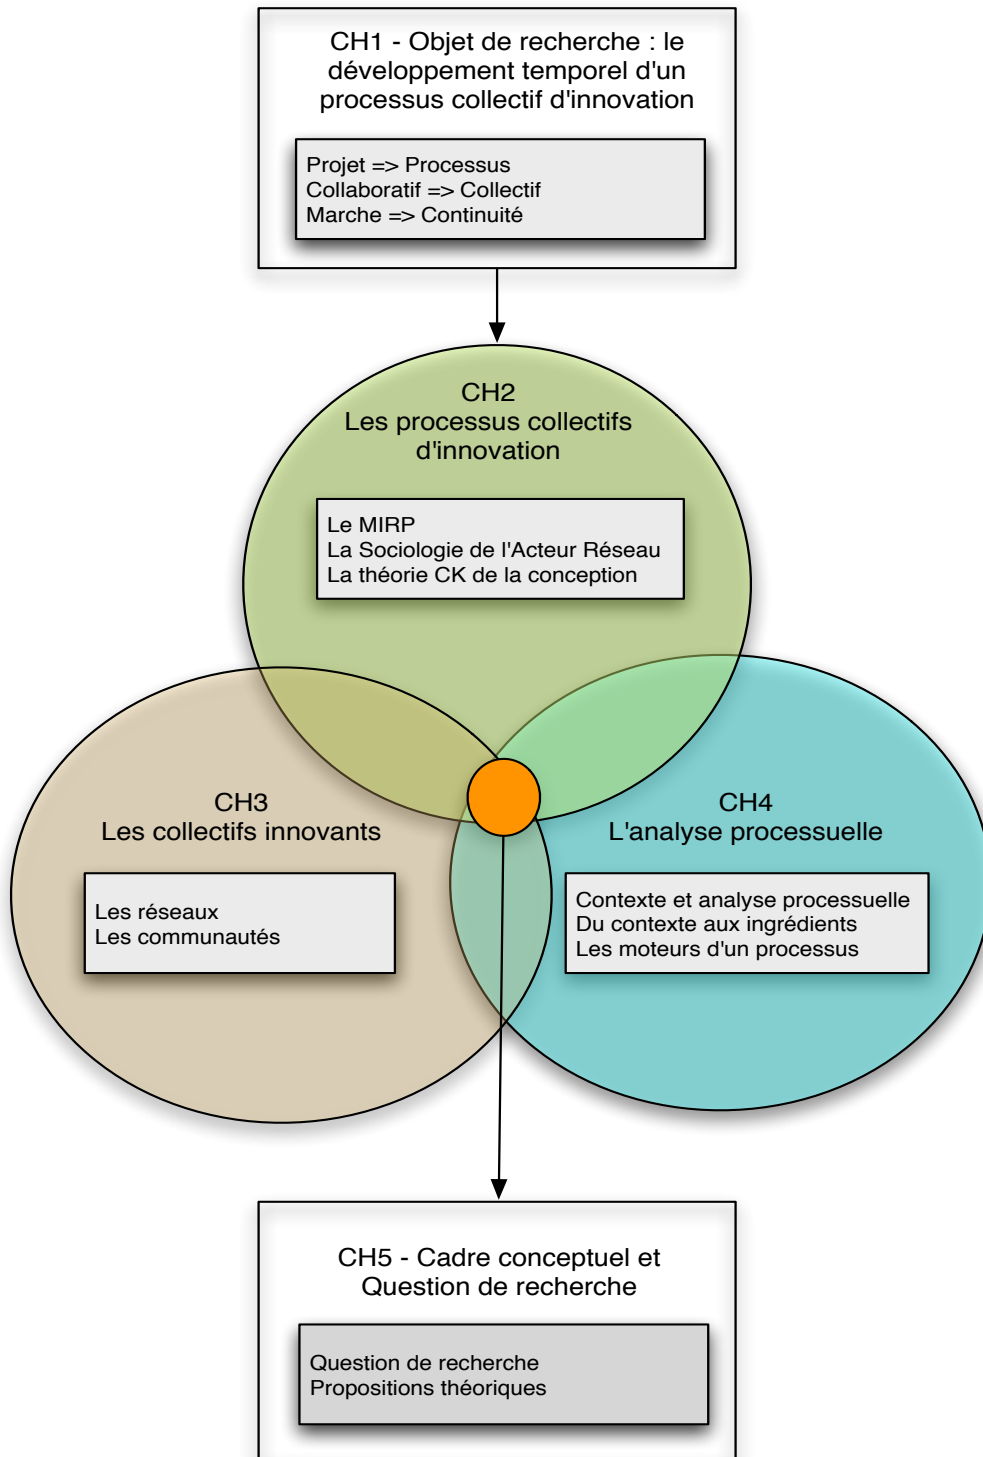 CH1 - Objet de recherche : le
développement temporel d'un
processus collectif d'innovation
Projet => Processus
Collaboratif => Collectif
Marche => Continuité
CH2
Les processus collectifs
d'innovation
Le MIRP
La Sociologie de l'Acteur Réseau
La théorie CK de la conception
CH3
Les collectifs innovants
Les réseaux
Les communautés
CH4
L'analyse processuelle
Contexte et analyse processuelle
Du contexte aux ingrédients
Les moteurs d'un processus
CH5 - Cadre conceptuel et
Question de recherche
Question de recherche
Propositions théoriques